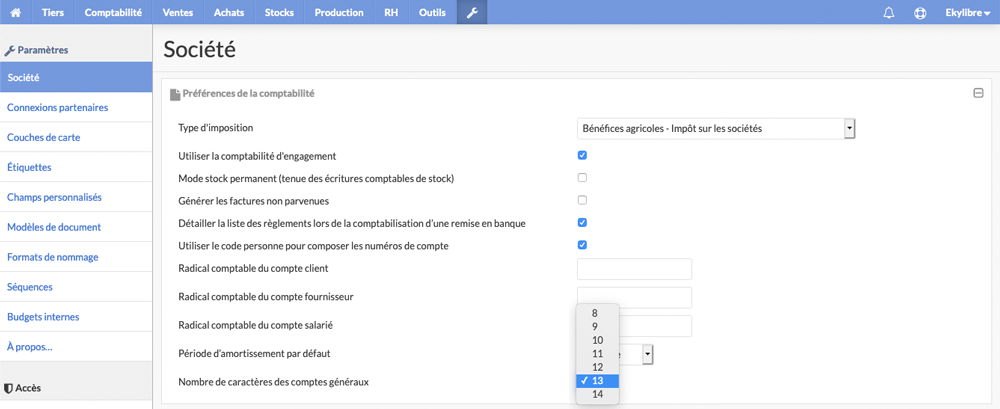 Tiers Comptabilité Ventes Achats Stocks Production RH Outils Ekylibre
Paramètres
Société
Connexions partenaires
Couches de carte
Étiquettes
Champs personnalisés
Modèles de document
Formats de nommage
Séquences
Budgets internes
À propos...
Accès
Société
Préférences de la comptabilité
Type d'imposition Bénéfices agricoles - Impôt sur les sociétés
Utiliser la comptabilité d'engagement
Mode stock permanent (tenue des écritures comptables de stock)
Générer les factures non parvenues
Détailler la liste des règlements lors de la comptabilisation d'une remise en banque
Utiliser le code personne pour composer les numéros de compte
Radical comptable du compte client
Radical comptable du compte fournisseur
Radical comptable du compte salarié
Période d'amortissement par défaut
Nombre de caractères des comptes généraux
8
9
10
11
12
✓ 13
14